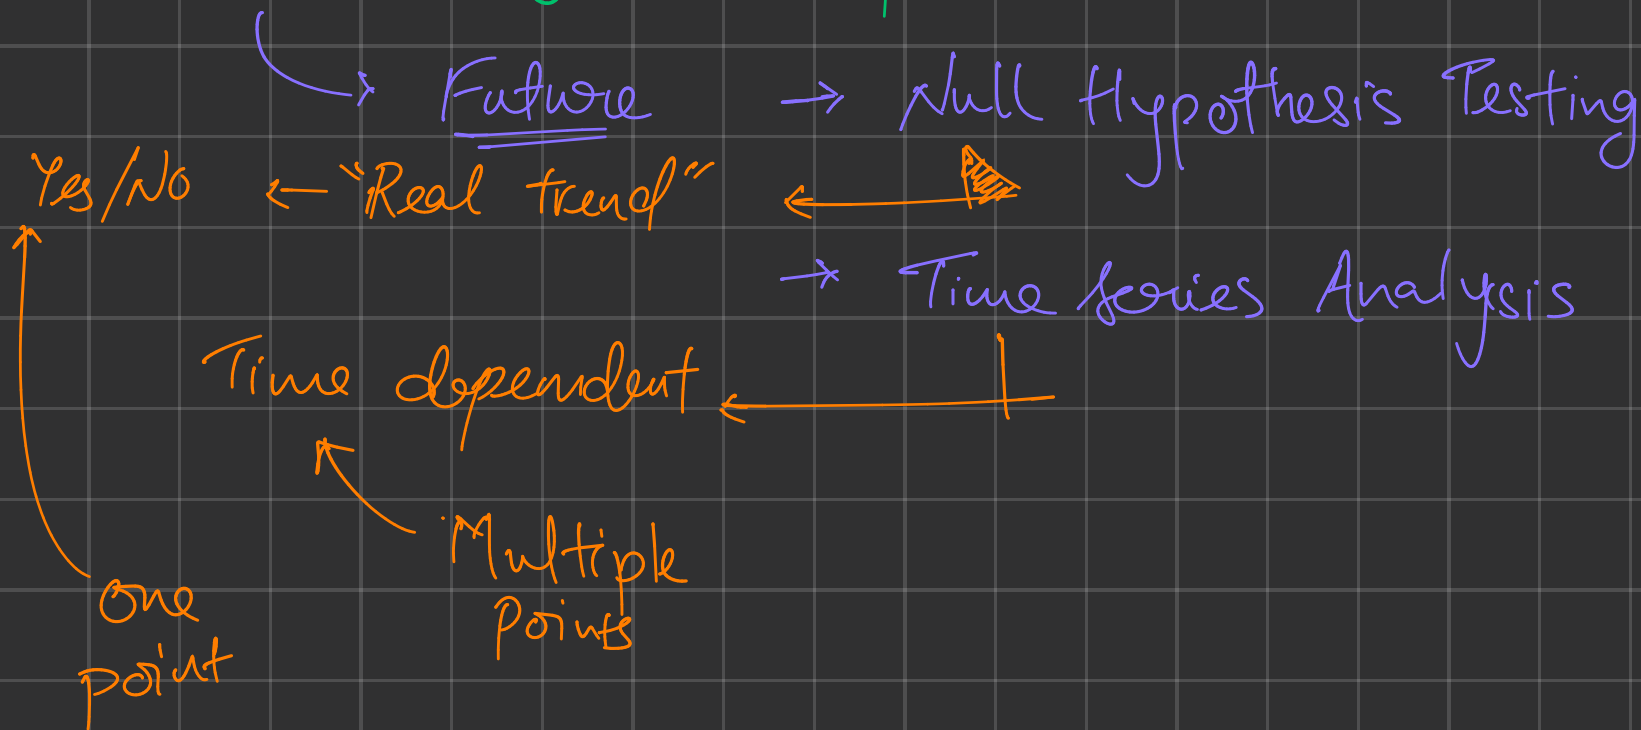 Future → Null Hypothesis Testing
Yes/No ← "Real trend" ←
→ Time Series Analysis
Time dependent ←
Multiple
Points
One
point